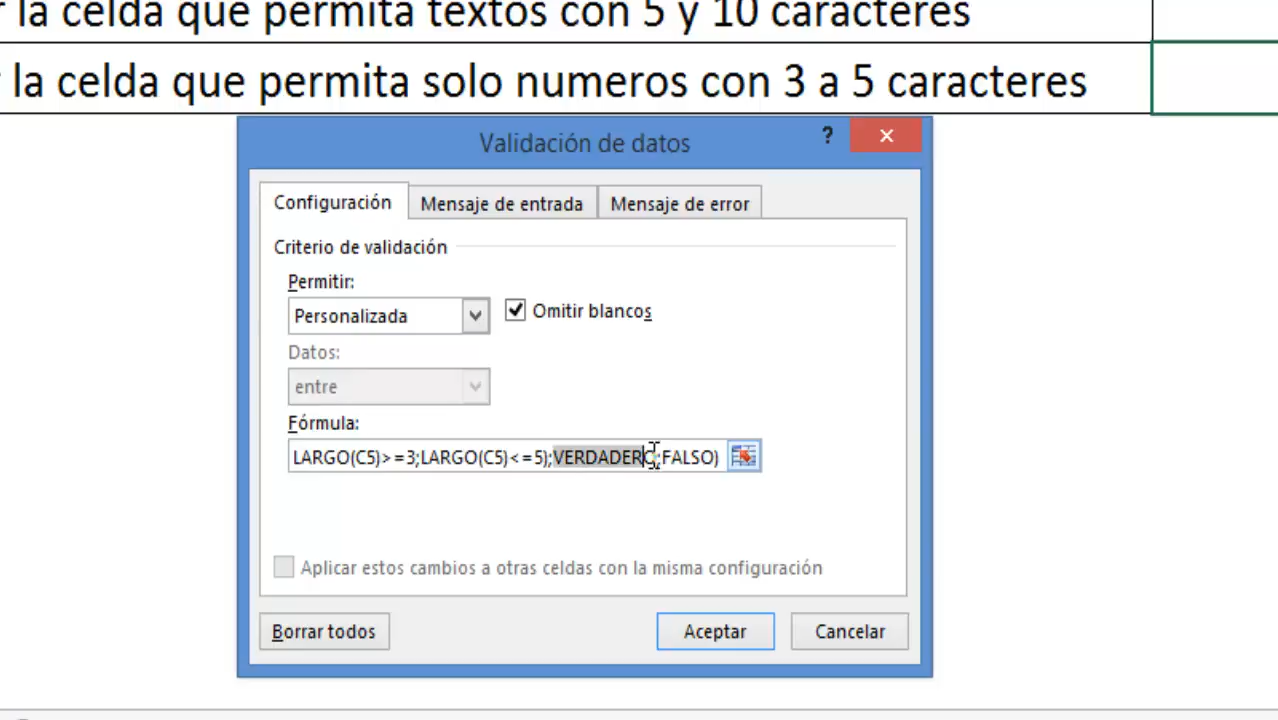 la celda que permita textos con 5 y 10 caracteres
la celda que permita solo numeros con 3 a 5 caracteres
Validación de datos ?
Configuración Mensaje de entrada Mensaje de error
Criterio de validación
Permitir:
Personalizada Omitir blancos
Datos:
entre
Fórmula:
LARGO(C5)>=3;LARGO(C5)<=5);VERDADERO;FALSO)
Aplicar estos cambios a otras celdas con la misma configuración
Borrar todos Aceptar Cancelar